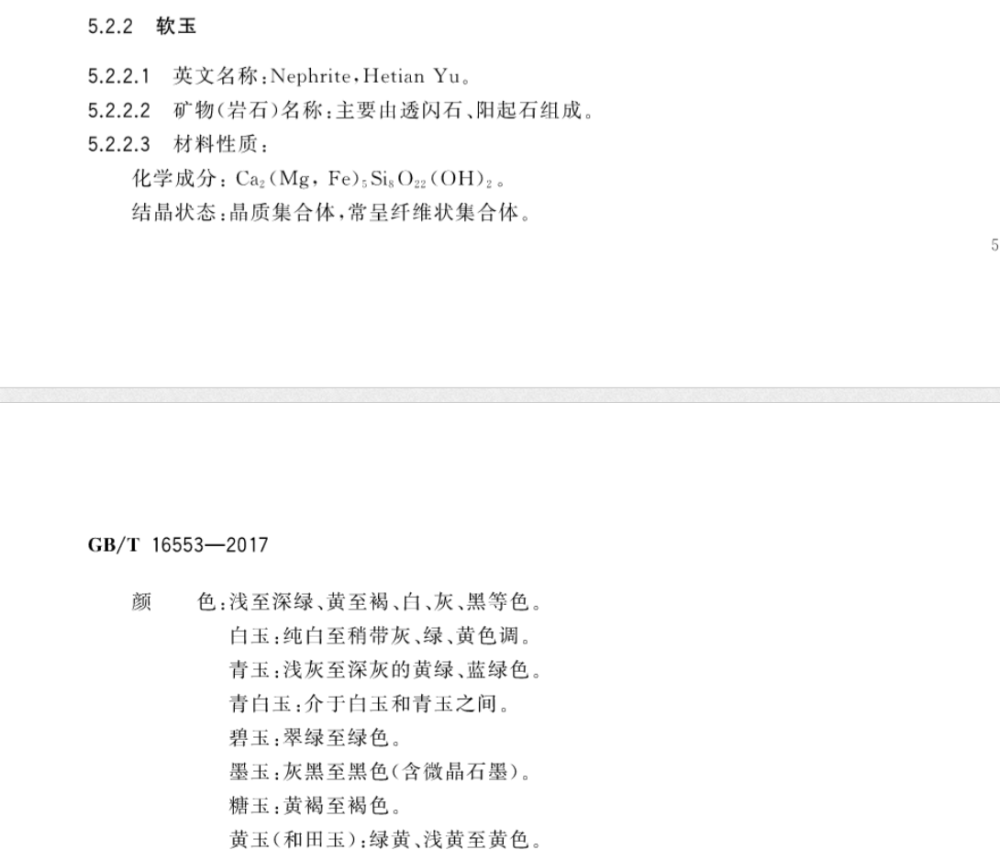 5.2.2 软玉
5.2.2.1 英文名称:Nephrite,Hetian Yu。
5.2.2.2 矿物(岩石)名称:主要由透闪石、阳起石组成。
5.2.2.3 材料性质:
化学成分: Ca₂(Mg, Fe)₅Si₈O₂₂(OH)₂。
结晶状态:晶质集合体,常呈纤维状集合体。
5
GB/T 16553—2017
颜 色:浅至深绿、黄至褐、白、灰、黑等色。
白玉:纯白至稍带灰、绿、黄色调。
青玉:浅灰至深灰的黄绿、蓝绿色。
青白玉:介于白玉和青玉之间。
碧玉:翠绿至绿色。
墨玉:灰黑至黑色(含微晶石墨)。
糖玉:黄褐至褐色。
黄玉(和田玉):绿黄、浅黄至黄色。